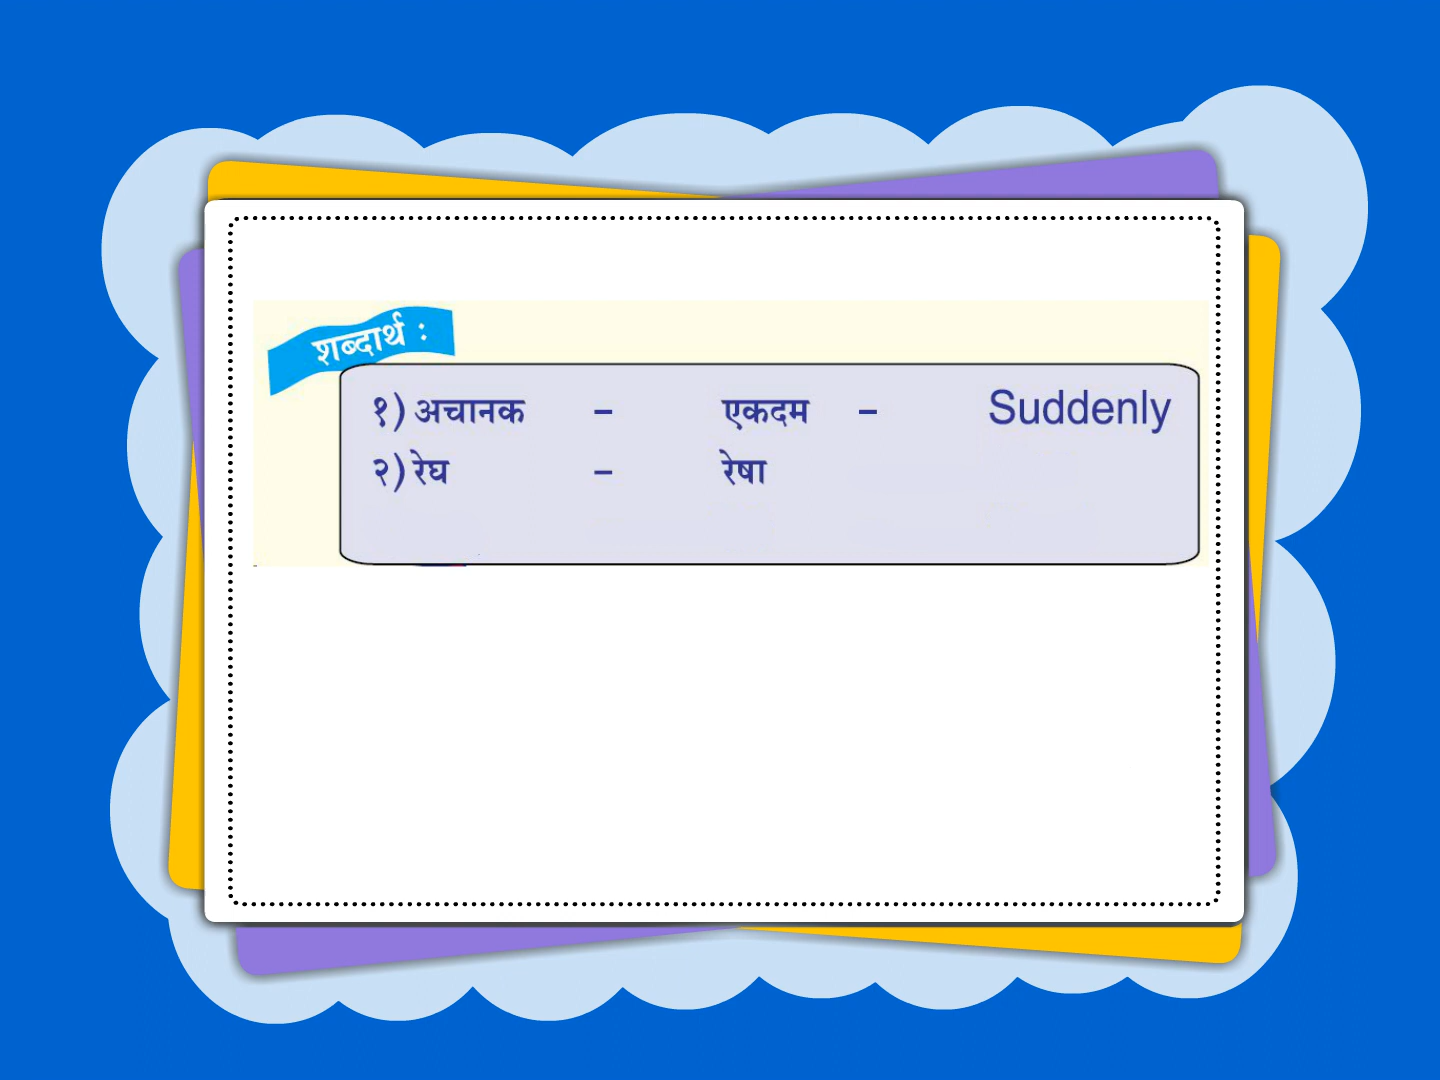 शब्दार्थ :
१) अचानक – एकदम – Suddenly
२) रेघ – रेषा